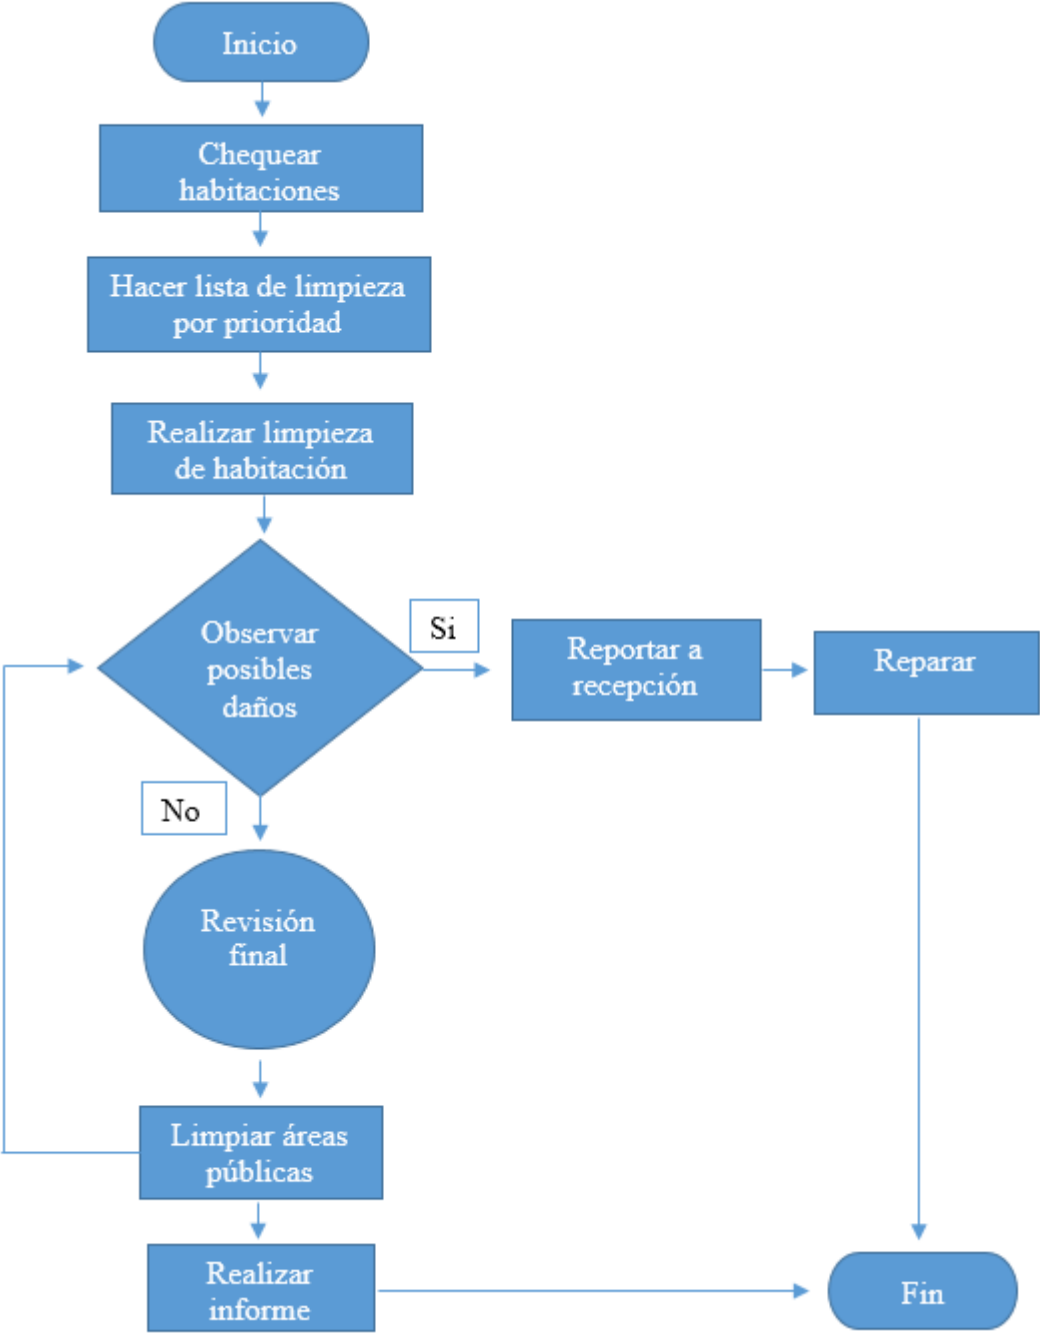 Inicio
Chequear
habitaciones
Hacer lista de limpieza
por prioridad
Realizar limpieza
de habitación
Observar
posibles
daños
Si
Reportar a
recepción
Reparar
No
Revisión
final
Limpiar áreas
públicas
Realizar
informe
Fin